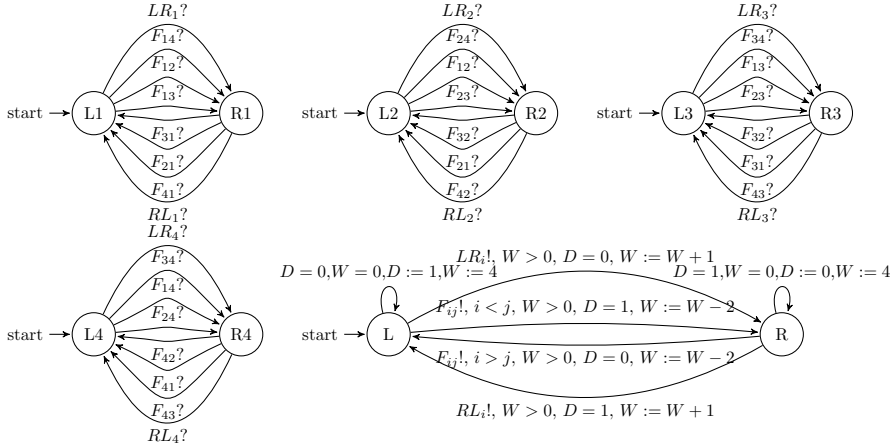 LR₁?
F₁₄?
F₁₂?
F₁₃?
start
L1
R1
F₃₁?
F₂₁?
F₄₁?
RL₁?
LR₂?
F₂₄?
F₁₂?
F₂₃?
start
L2
R2
F₃₂?
F₂₁?
F₄₂?
RL₂?
LR₃?
F₃₄?
F₁₃?
F₂₃?
start
L3
R3
F₃₂?
F₃₁?
F₄₃?
RL₃?
LR₄?
F₃₄?
F₁₄?
F₂₄?
start
L4
R4
F₄₂?
F₄₁?
F₄₃?
RL₄?
LRᵢ!, W > 0, D = 0, W := W + 1
D = 0,W = 0,D := 1,W := 4
D = 1,W = 0,D := 0,W := 4
Fᵢⱼ!, i < j, W > 0, D = 1, W := W − 2
start
L
R
Fᵢⱼ!, i > j, W > 0, D = 0, W := W − 2
RLᵢ!, W > 0, D = 1, W := W + 1